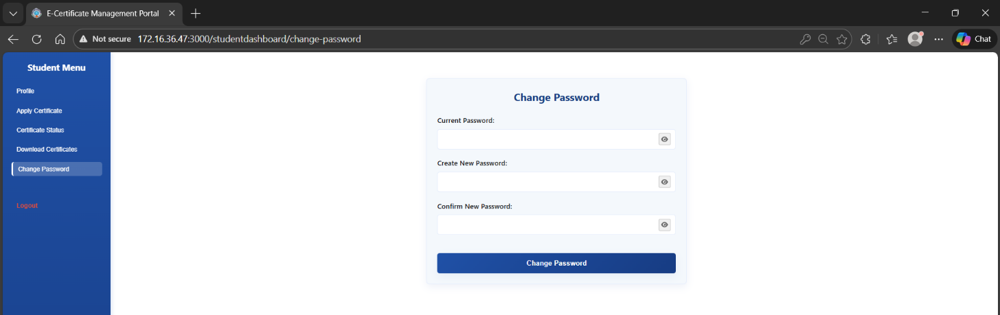 E-Certificate Management Portal
Not secure 172.16.36.47:3000/studentdashboard/change-password
Chat
Student Menu
Profile
Apply Certificate
Certificate Status
Download Certificates
Change Password
Logout
Change Password
Current Password:
Create New Password:
Confirm New Password:
Change Password